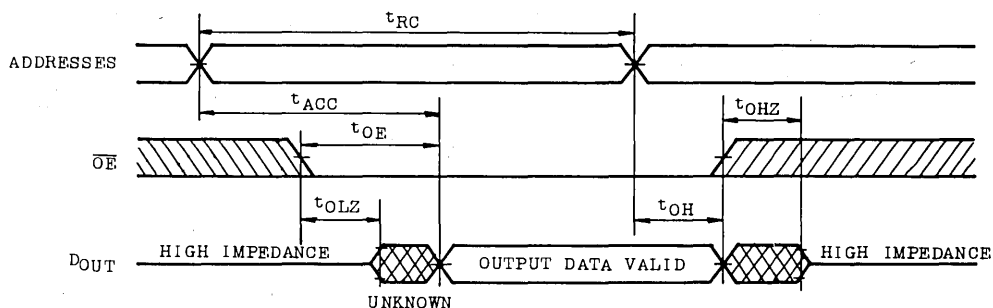 tRC
ADDRESSES
tACC
tOHZ
tOE
OE
tOLZ
tOH
HIGH IMPEDANCE
OUTPUT DATA VALID
HIGH IMPEDANCE
DOUT
UNKNOWN